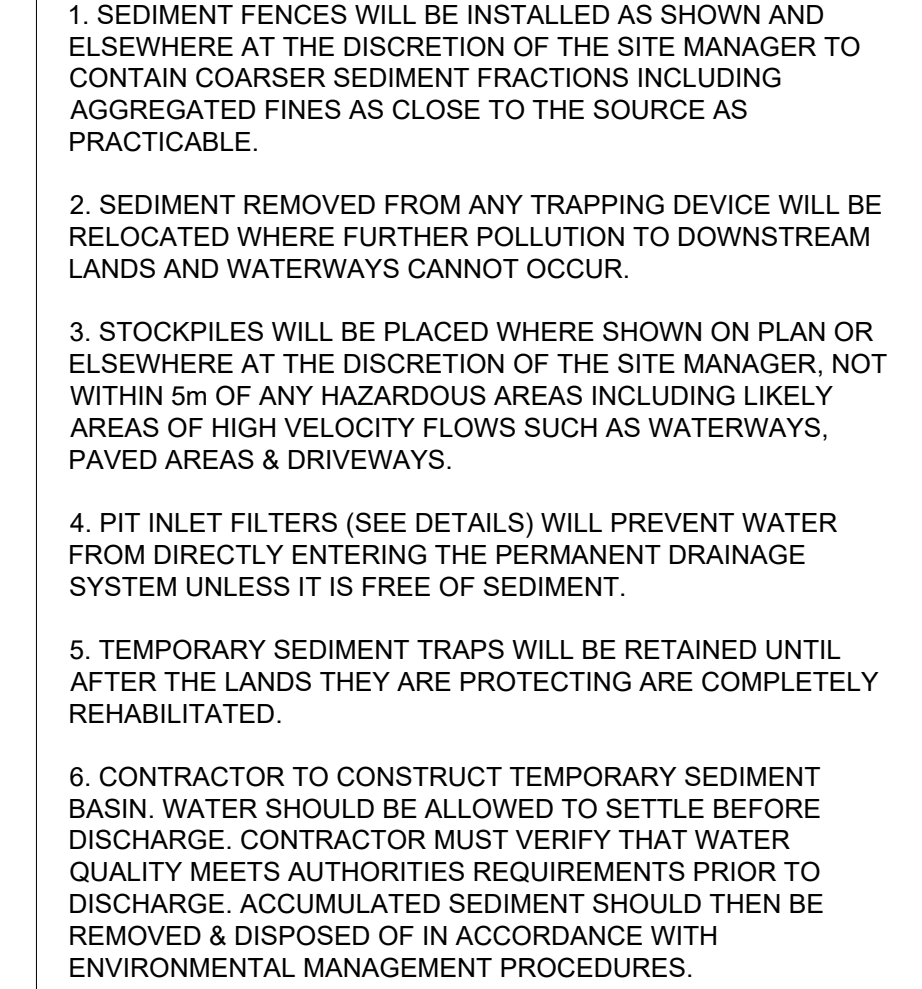 1. SEDIMENT FENCES WILL BE INSTALLED AS SHOWN AND
ELSEWHERE AT THE DISCRETION OF THE SITE MANAGER TO
CONTAIN COARSER SEDIMENT FRACTIONS INCLUDING
AGGREGATED FINES AS CLOSE TO THE SOURCE AS
PRACTICABLE.
2. SEDIMENT REMOVED FROM ANY TRAPPING DEVICE WILL BE
RELOCATED WHERE FURTHER POLLUTION TO DOWNSTREAM
LANDS AND WATERWAYS CANNOT OCCUR.
3. STOCKPILES WILL BE PLACED WHERE SHOWN ON PLAN OR
ELSEWHERE AT THE DISCRETION OF THE SITE MANAGER, NOT
WITHIN 5m OF ANY HAZARDOUS AREAS INCLUDING LIKELY
AREAS OF HIGH VELOCITY FLOWS SUCH AS WATERWAYS,
PAVED AREAS & DRIVEWAYS.
4. PIT INLET FILTERS (SEE DETAILS) WILL PREVENT WATER
FROM DIRECTLY ENTERING THE PERMANENT DRAINAGE
SYSTEM UNLESS IT IS FREE OF SEDIMENT.
5. TEMPORARY SEDIMENT TRAPS WILL BE RETAINED UNTIL
AFTER THE LANDS THEY ARE PROTECTING ARE COMPLETELY
REHABILITATED.
6. CONTRACTOR TO CONSTRUCT TEMPORARY SEDIMENT
BASIN. WATER SHOULD BE ALLOWED TO SETTLE BEFORE
DISCHARGE. CONTRACTOR MUST VERIFY THAT WATER
QUALITY MEETS AUTHORITIES REQUIREMENTS PRIOR TO
DISCHARGE. ACCUMULATED SEDIMENT SHOULD THEN BE
REMOVED & DISPOSED OF IN ACCORDANCE WITH
ENVIRONMENTAL MANAGEMENT PROCEDURES.